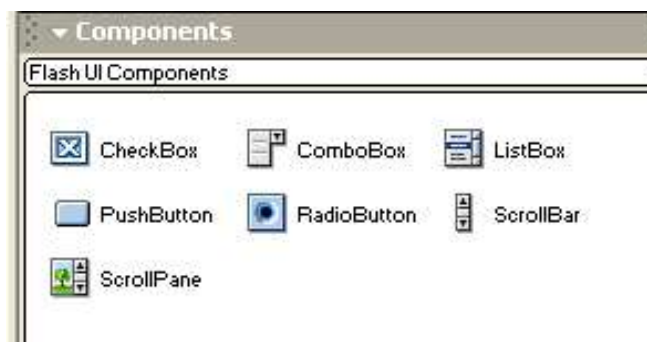 Components
Flash UI Components
CheckBox ComboBox ListBox
PushButton RadioButton ScrollBar
ScrollPane